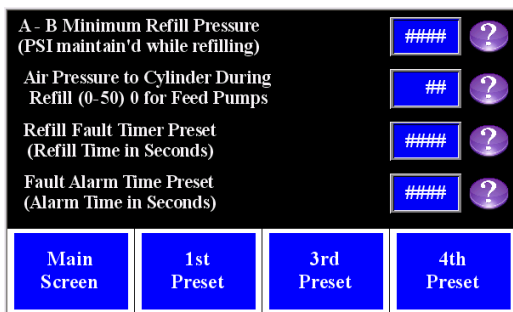 A - B Minimum Refill Pressure
(PSI maintain'd while refilling)
####
?
Air Pressure to Cylinder During
Refill (0-50) 0 for Feed Pumps
##
?
Refill Fault Timer Preset
(Refill Time in Seconds)
####
?
Fault Alarm Time Preset
(Alarm Time in Seconds)
####
?
Main
Screen
1st
Preset
3rd
Preset
4th
Preset